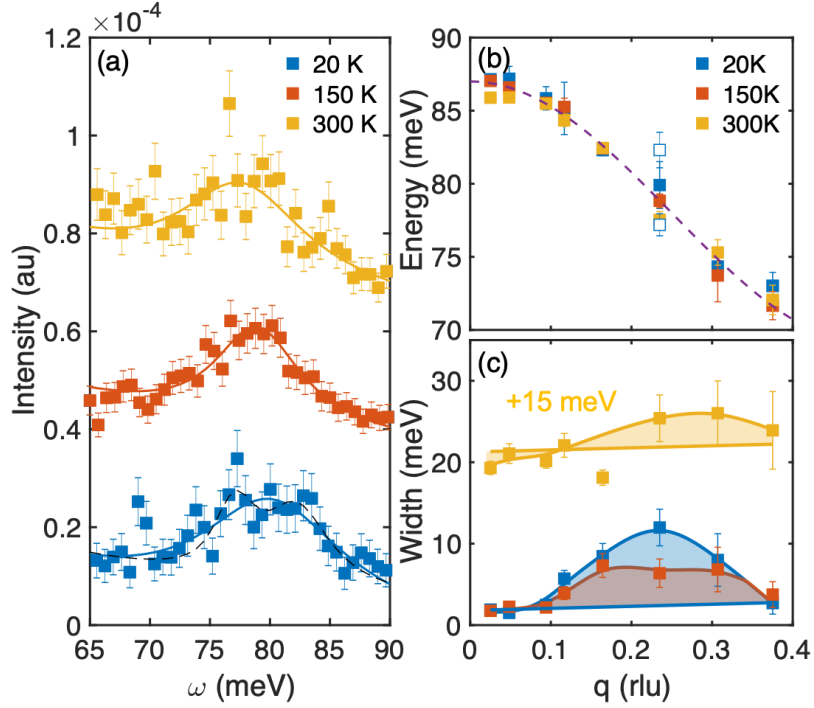 ×10⁻⁴
1.2
1
0.8
0.6
0.4
0.2
0
(a)
20 K
150 K
300 K
Intensity (au)
65 70 75 80 85 90
ω (meV)
90
85
80
75
70
(b)
20K
150K
300K
Energy (meV)
(c)
+15 meV
30
20
10
0
Width (meV)
0 0.1 0.2 0.3 0.4
q (rlu)